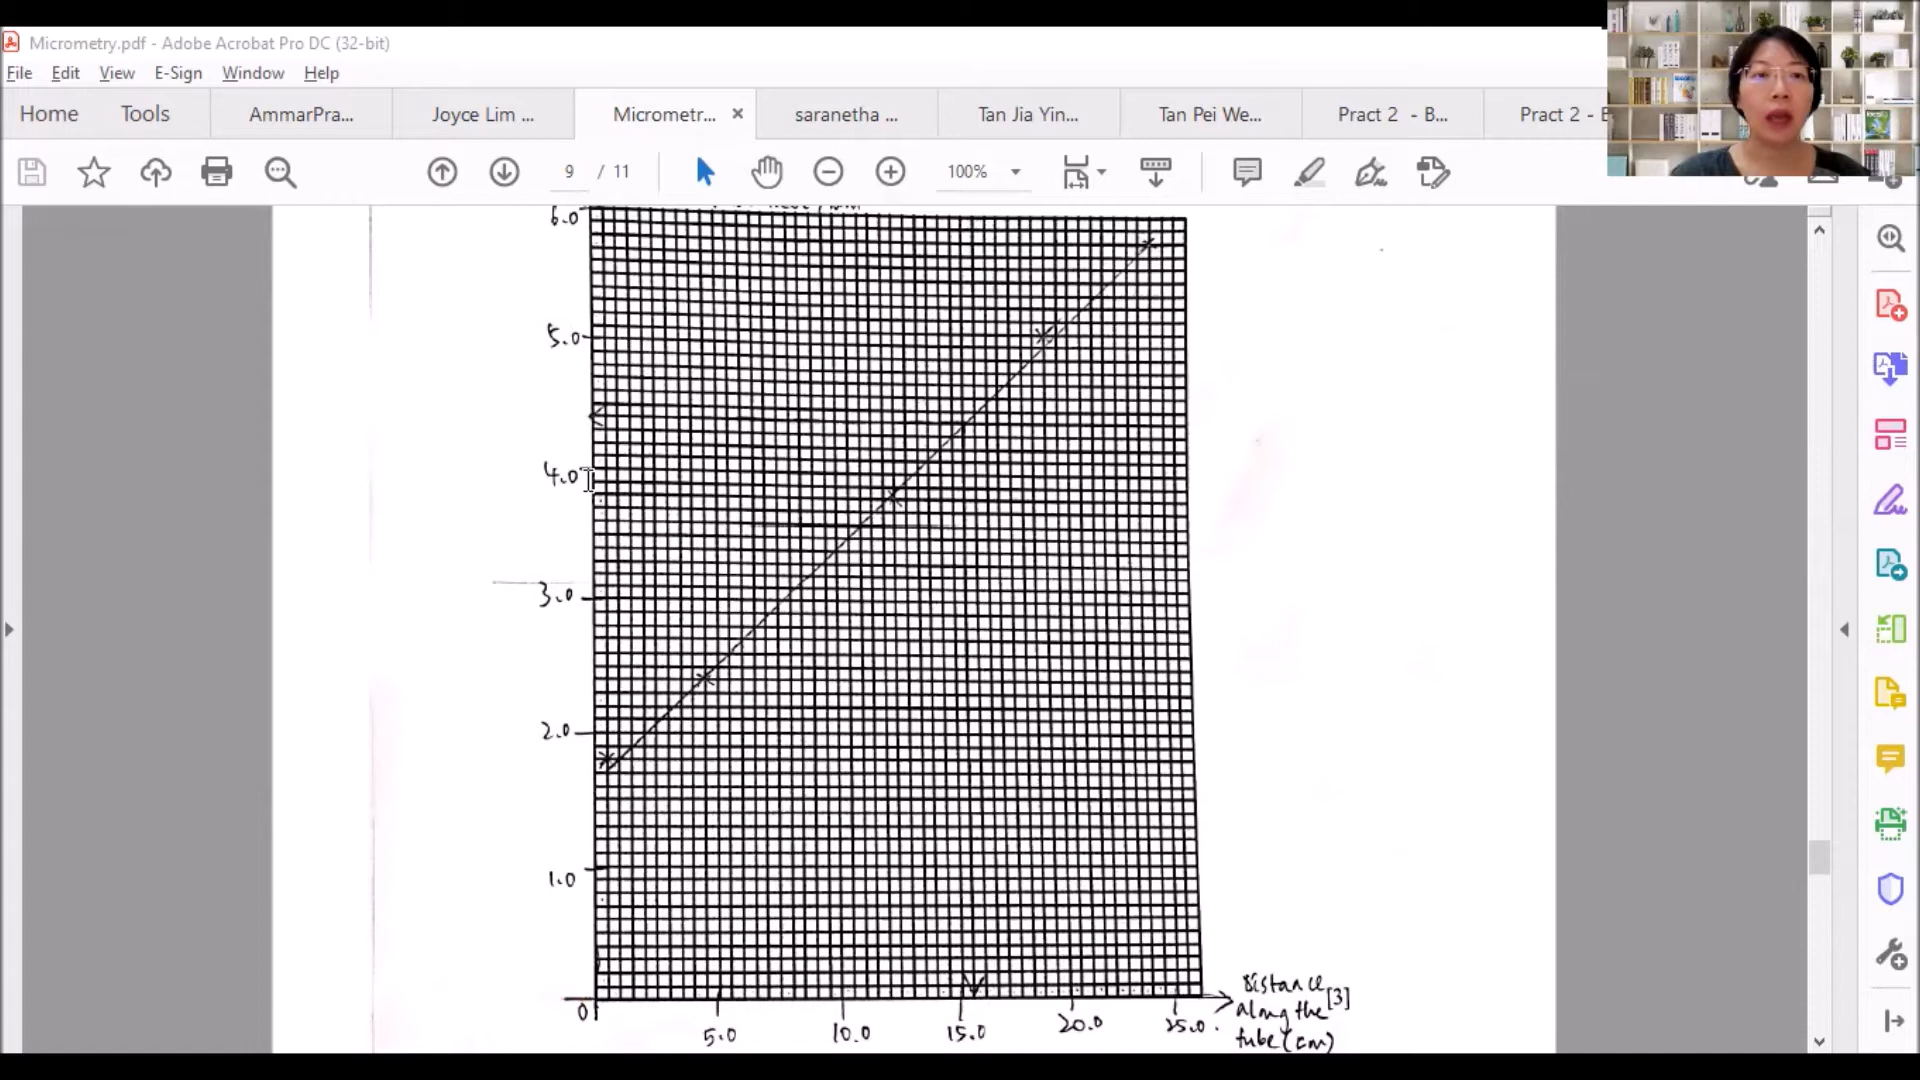 Micrometry.pdf - Adobe Acrobat Pro DC (32-bit)
File Edit View E-Sign Window Help
Home Tools AmmarPra... Joyce Lim ... Micrometr... saranetha ... Tan Jia Yin... Tan Pei We... Pract 2 - B... Pract 2 - B
9 / 11 100%
6.0
5.0
4.0
3.0
2.0
1.0
0
5.0 10.0 15.0 20.0 25.0
Distance
along the [3]
tube (cm)